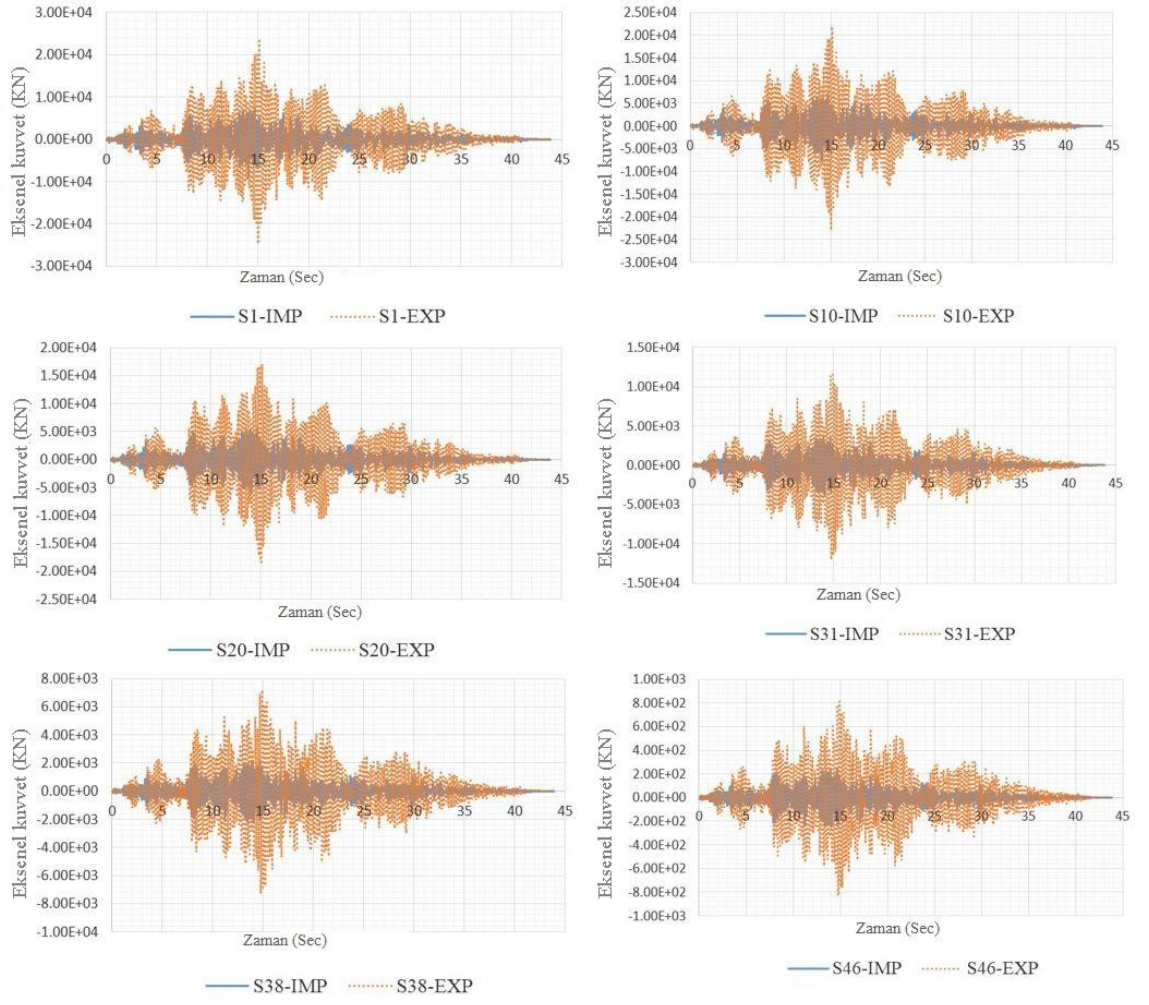 Eksenel kuvvet (KN)
3.00E+04
2.00E+04
1.00E+04
0.00E+00
-1.00E+04
-2.00E+04
-3.00E+04
0 5 10 15 20 25 30 35 40 45
Zaman (Sec)
S1-IMP S1-EXP
Eksenel kuvvet (KN)
2.50E+04
2.00E+04
1.50E+04
1.00E+04
5.00E+03
0.00E+00
-5.00E+03
-1.00E+04
-1.50E+04
-2.00E+04
-2.50E+04
-3.00E+04
0 5 10 15 20 25 30 35 40 45
Zaman (Sec)
S10-IMP S10-EXP
Eksenel kuvvet (KN)
2.00E+04
1.50E+04
1.00E+04
5.00E+03
0.00E+00
-5.00E+03
-1.00E+04
-1.50E+04
-2.00E+04
-2.50E+04
0 5 10 15 20 25 30 35 40 45
Zaman (Sec)
S20-IMP S20-EXP
Eksenel kuvvet (KN)
1.50E+04
1.00E+04
5.00E+03
0.00E+00
-5.00E+03
-1.00E+04
-1.50E+04
0 5 10 15 20 25 30 35 40 45
Zaman (Sec)
S31-IMP S31-EXP
Eksenel kuvvet (KN)
8.00E+03
6.00E+03
4.00E+03
2.00E+03
0.00E+00
-2.00E+03
-4.00E+03
-6.00E+03
-8.00E+03
-1.00E+04
0 5 10 15 20 25 30 35 40 45
Zaman (Sec)
S38-IMP S38-EXP
Eksenel kuvvet (KN)
1.00E+03
8.00E+02
6.00E+02
4.00E+02
2.00E+02
0.00E+00
-2.00E+02
-4.00E+02
-6.00E+02
-8.00E+02
-1.00E+03
0 5 10 15 20 25 30 35 40 45
Zaman (Sec)
S46-IMP S46-EXP